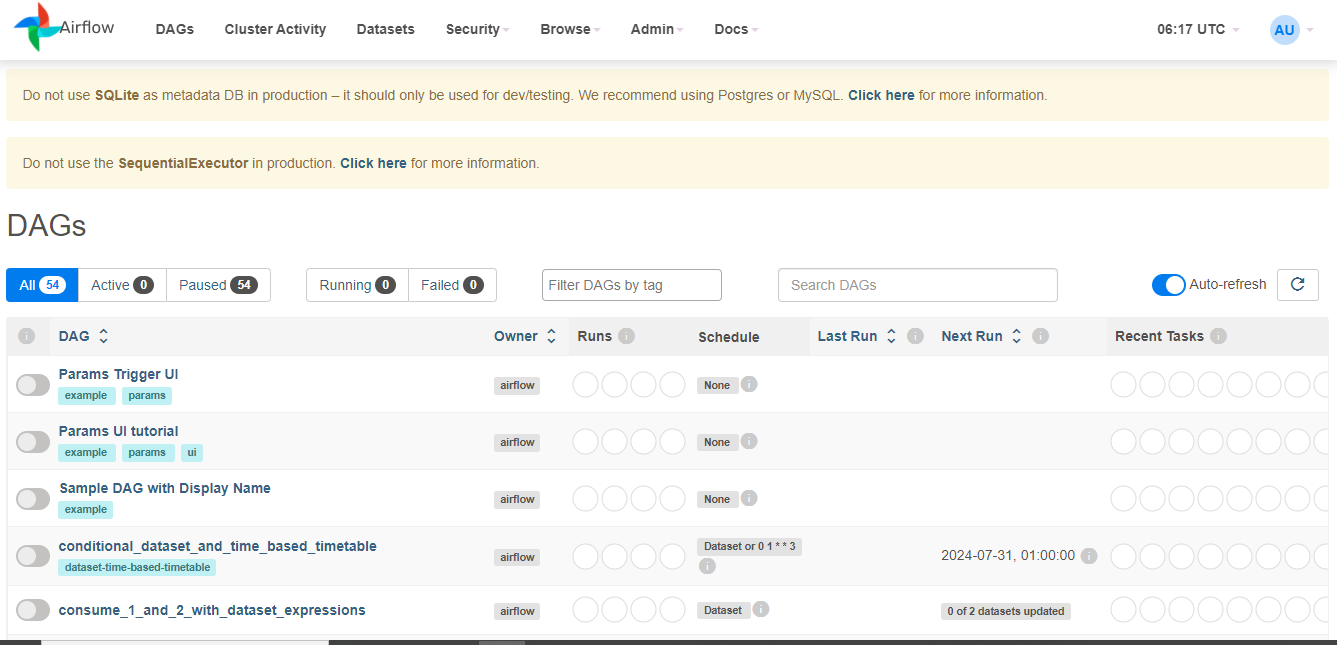 Airflow DAGs Cluster Activity Datasets Security Browse Admin Docs 06:17 UTC AU
Do not use SQLite as metadata DB in production – it should only be used for dev/testing. We recommend using Postgres or MySQL. Click here for more information.
Do not use the SequentialExecutor in production. Click here for more information.
DAGs
All 54 Active 0 Paused 54 Running 0 Failed 0 Filter DAGs by tag Search DAGs Auto-refresh
i DAG Owner Runs i Schedule Last Run i Next Run i Recent Tasks i
Params Trigger UI
example params airflow None i
Params UI tutorial
example params ui airflow None i
Sample DAG with Display Name
example airflow None i
conditional_dataset_and_time_based_timetable
dataset-time-based-timetable airflow Dataset or 0 1 * * 3 i 2024-07-31, 01:00:00 i
consume_1_and_2_with_dataset_expressions airflow Dataset i 0 of 2 datasets updated